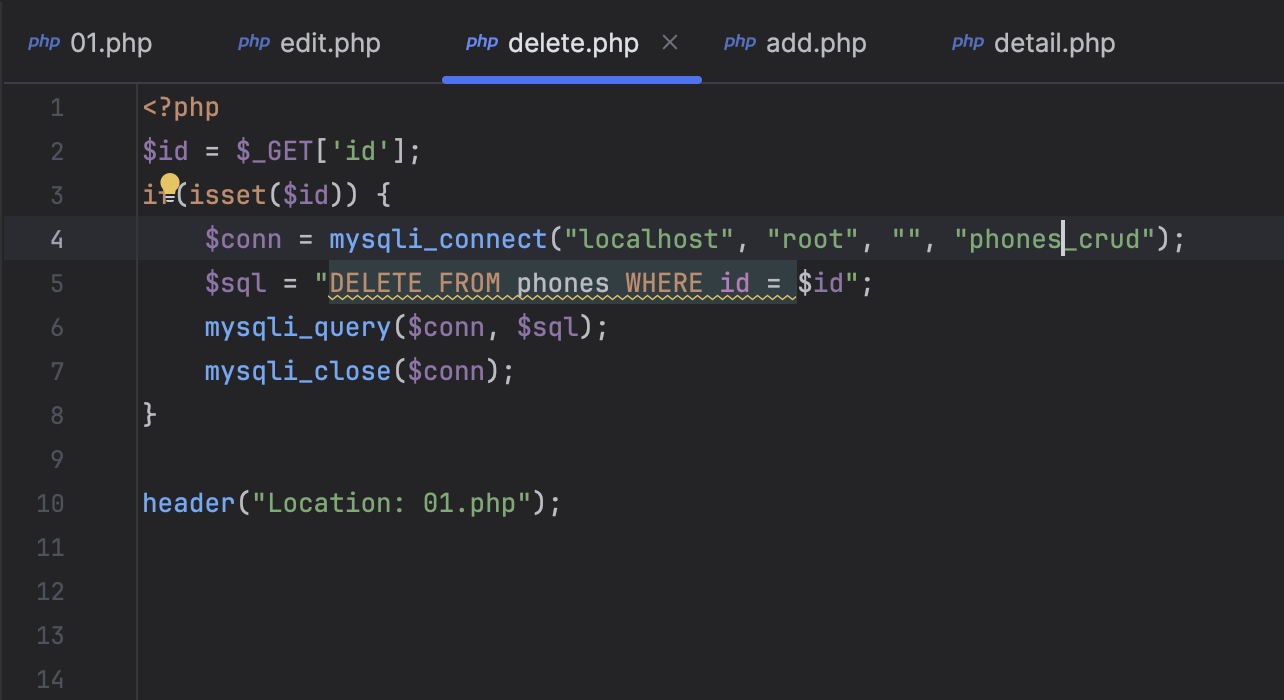 php 01.php php edit.php php delete.php × php add.php php detail.php
1 <?php
2 $id = $_GET['id'];
3 if(isset($id)) {
4 $conn = mysqli_connect("localhost", "root", "", "phones_crud");
5 $sql = "DELETE FROM phones WHERE id = $id";
6 mysqli_query($conn, $sql);
7 mysqli_close($conn);
8 }
9
10 header("Location: 01.php");
11
12
13
14